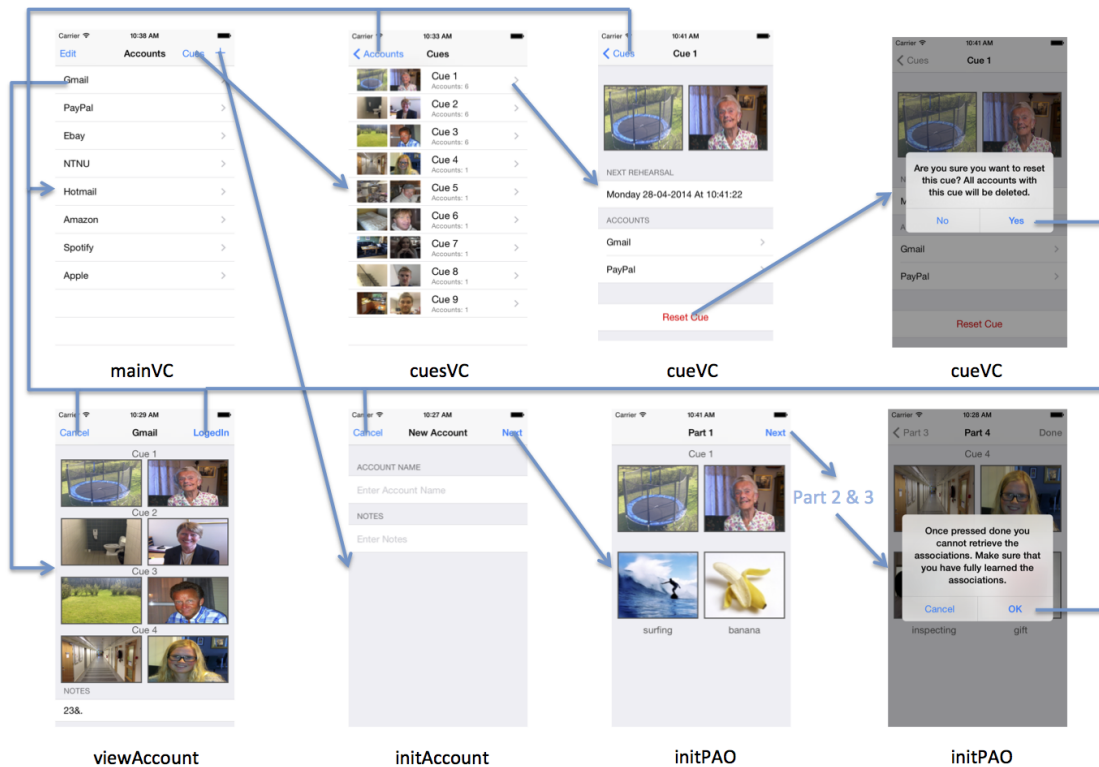 Carrier 10:38 AM
Edit Accounts Cues +
Gmail
PayPal
Ebay
NTNU
Hotmail
Amazon
Spotify
Apple
mainVC
Carrier 10:33 AM
Accounts Cues
Cue 1
Accounts: 6
Cue 2
Accounts: 6
Cue 3
Accounts: 6
Cue 4
Accounts: 1
Cue 5
Accounts: 1
Cue 6
Accounts: 1
Cue 7
Accounts: 1
Cue 8
Accounts: 1
Cue 9
Accounts: 1
cuesVC
Carrier 10:41 AM
Cues Cue 1
NEXT REHEARSAL
Monday 28-04-2014 At 10:41:22
ACCOUNTS
Gmail
PayPal
Reset Cue
cueVC
Carrier 10:41 AM
Cues Cue 1
Are you sure you want to reset
this cue? All accounts with
this cue will be deleted.
No Yes
Gmail
PayPal
Reset Cue
cueVC
Carrier 10:29 AM
Cancel Gmail LogedIn
Cue 1
Cue 2
Cue 3
Cue 4
NOTES
23&.
viewAccount
Carrier 10:27 AM
Cancel New Account Next
ACCOUNT NAME
Enter Account Name
NOTES
Enter Notes
initAccount
Carrier 10:41 AM
Part 1 Next
Cue 1
surfing banana
initPAO
Part 2 & 3
Carrier 10:28 AM
Part 3 Part 4 Done
Cue 4
Once pressed done you
cannot retrieve the
associations. Make sure that
you have fully learned the
associations.
Cancel OK
inspecting gift
initPAO